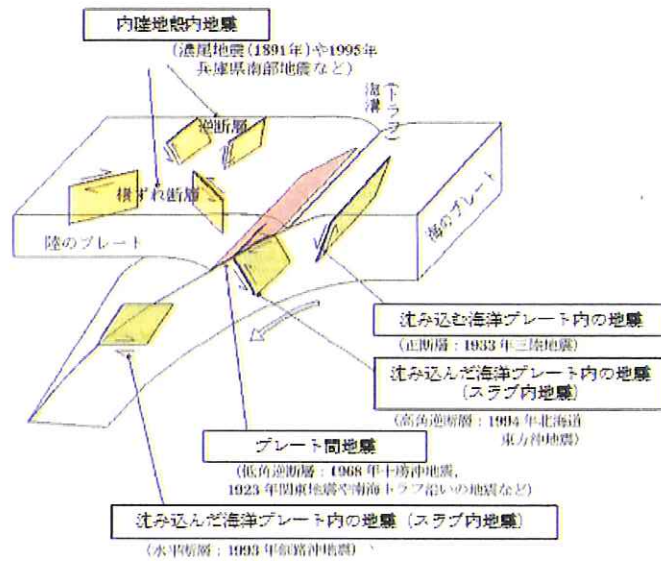 内陸地殻内地震
(濃尾地震(1891年)や1995年
兵庫県南部地震など)
海溝
(トラフ)
逆断層
横ずれ断層
陸のプレート
海のプレート
沈み込む海洋プレート内の地震
(正断層：1933年三陸地震)
沈み込んだ海洋プレート内の地震
(スラブ内地震)
(高角逆断層：1994年北海道
東方沖地震)
プレート間地震
(低角逆断層：1968年十勝沖地震，
1923年関東地震や南海トラフ沿いの地震など)
沈み込んだ海洋プレート内の地震（スラブ内地震）
(水平断層：1993年釧路沖地震)